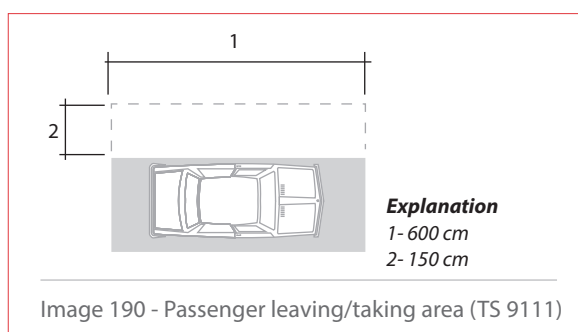 1
2
Explanation
1- 600 cm
2- 150 cm
Image 190 - Passenger leaving/taking area (TS 9111)